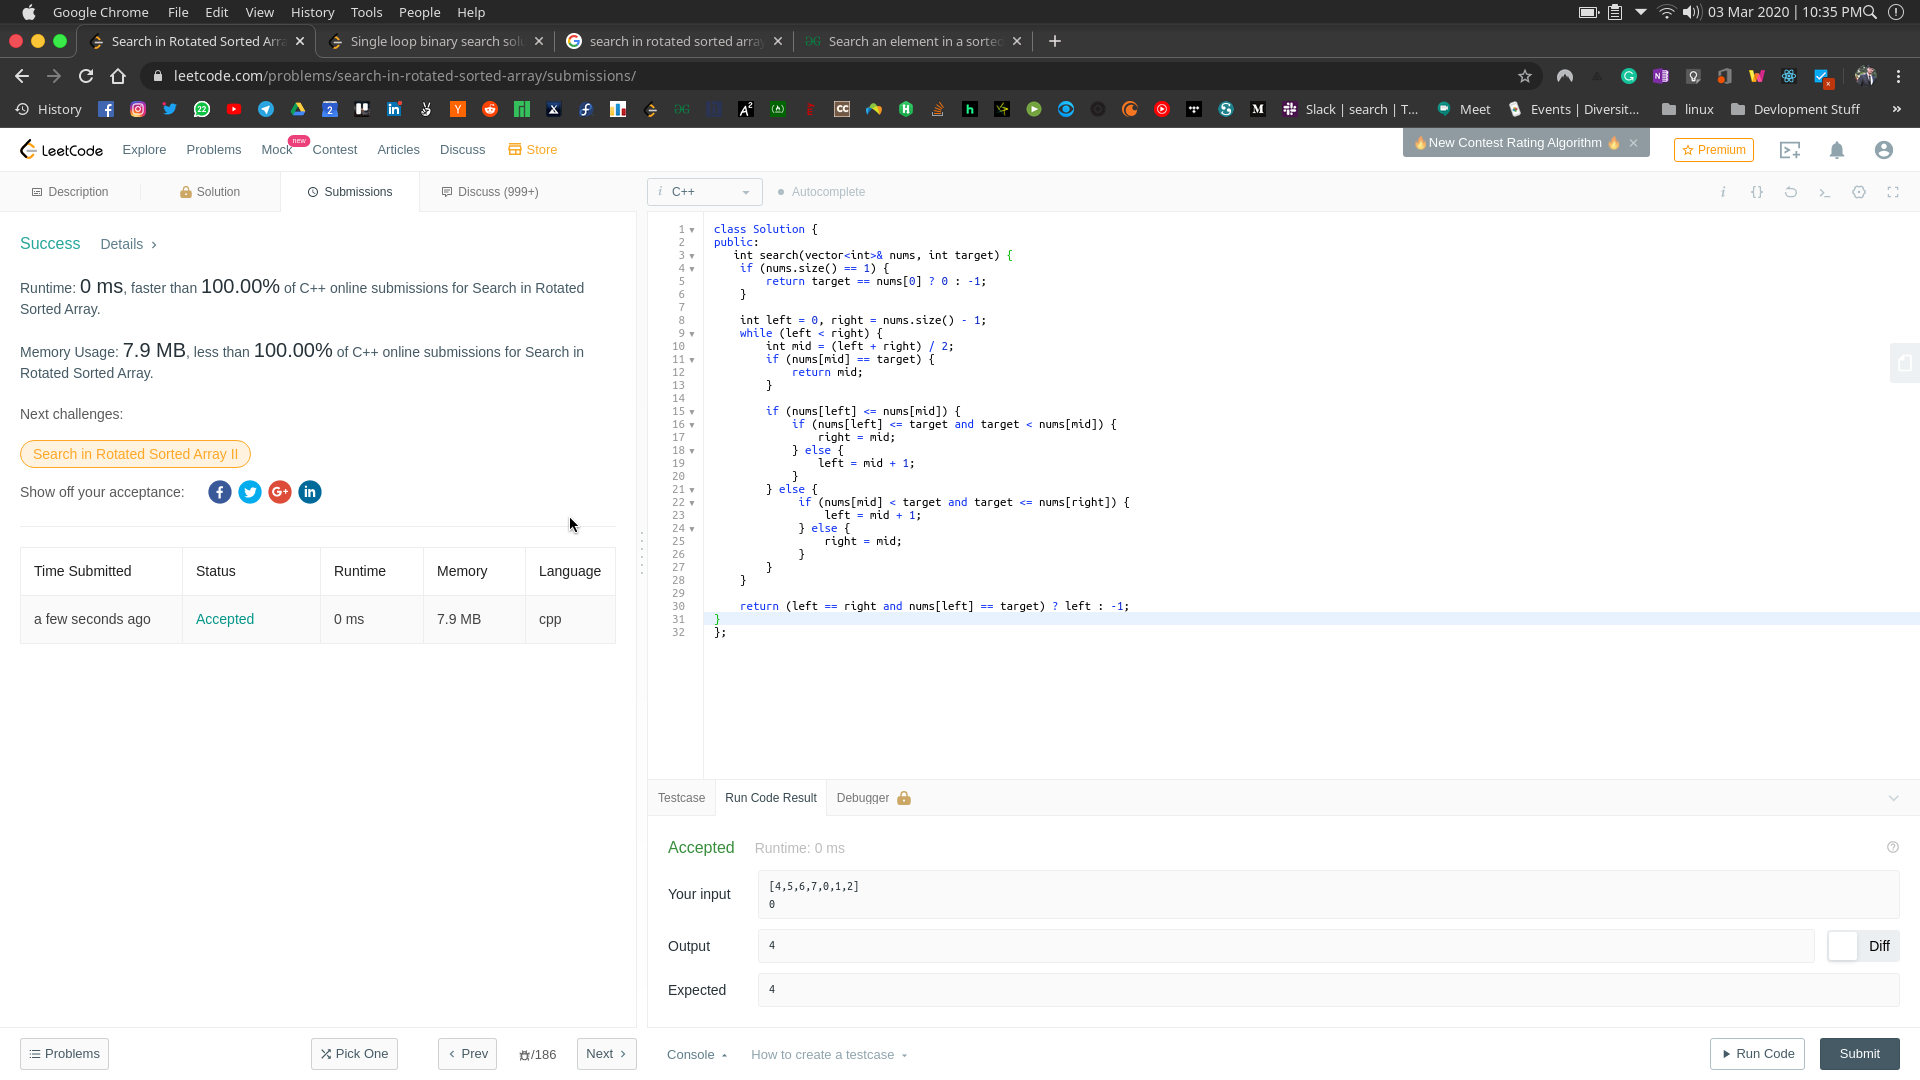 Google Chrome File Edit View History Tools People Help
03 Mar 2020 | 10:35 PM
Search in Rotated Sorted Arra
Single loop binary search solu
search in rotated sorted array
Search an element in a sorted
leetcode.com/problems/search-in-rotated-sorted-array/submissions/
History
Slack | search | T...
Meet
Events | Diversit...
linux
Devlopment Stuff
LeetCode
Explore Problems Mock new Contest Articles Discuss Store
🔥New Contest Rating Algorithm 🔥
Premium
Description Solution Submissions Discuss (999+)
i C++ Autocomplete
Success Details
Runtime: 0 ms, faster than 100.00% of C++ online submissions for Search in Rotated
Sorted Array.
Memory Usage: 7.9 MB, less than 100.00% of C++ online submissions for Search in
Rotated Sorted Array.
Next challenges:
Search in Rotated Sorted Array II
Show off your acceptance:
Time Submitted Status Runtime Memory Language
a few seconds ago Accepted 0 ms 7.9 MB cpp
1 class Solution {
2 public:
3    int search(vector<int>& nums, int target) {
4     if (nums.size() == 1) {
5         return target == nums[0] ? 0 : -1;
6     }
7
8     int left = 0, right = nums.size() - 1;
9     while (left < right) {
10         int mid = (left + right) / 2;
11         if (nums[mid] == target) {
12             return mid;
13         }
14
15         if (nums[left] <= nums[mid]) {
16             if (nums[left] <= target and target < nums[mid]) {
17                 right = mid;
18             } else {
19                 left = mid + 1;
20             }
21         } else {
22              if (nums[mid] < target and target <= nums[right]) {
23                  left = mid + 1;
24              } else {
25                  right = mid;
26              }
27         }
28     }
29
30     return (left == right and nums[left] == target) ? left : -1;
31 }
32 };
Testcase Run Code Result Debugger
Accepted Runtime: 0 ms
Your input
[4,5,6,7,0,1,2]
0
Output
4
Diff
Expected
4
Problems Pick One Prev /186 Next
Console How to create a testcase
Run Code Submit